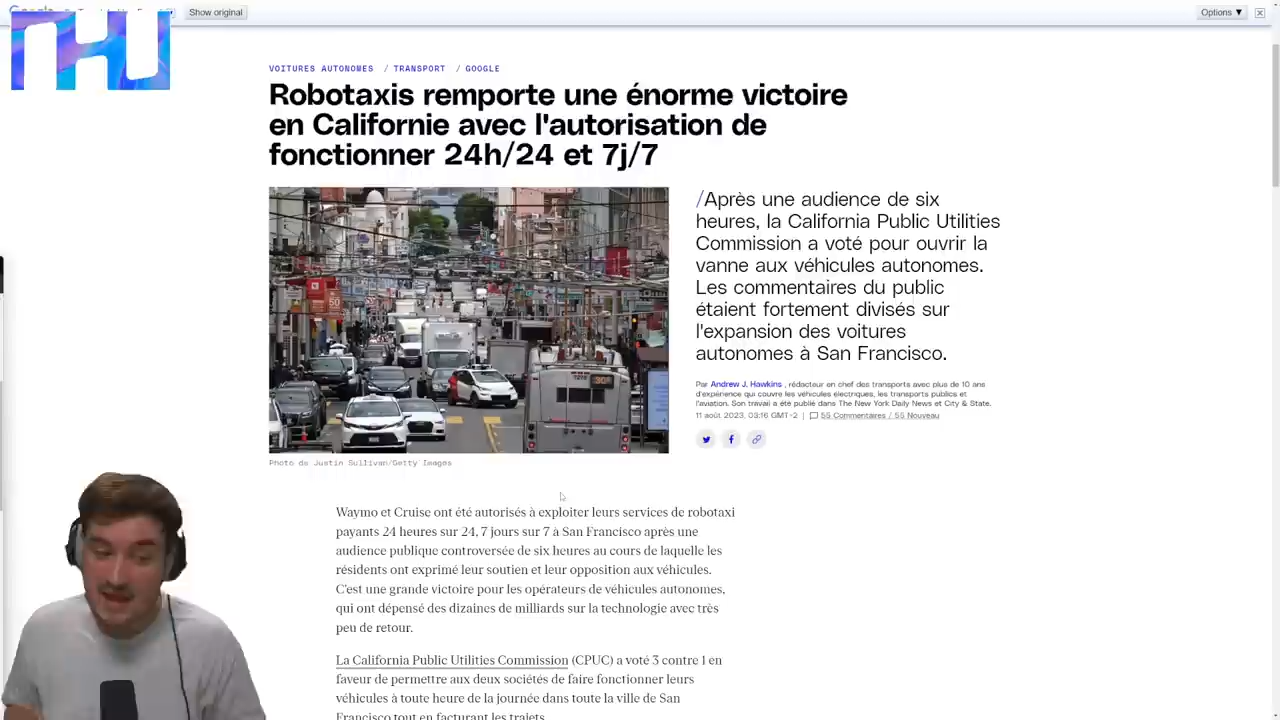 Show original
Options ▼
VOITURES AUTONOMES / TRANSPORT / GOOGLE
Robotaxis remporte une énorme victoire
en Californie avec l'autorisation de
fonctionner 24h/24 et 7j/7
/Après une audience de six
heures, la California Public Utilities
Commission a voté pour ouvrir la
vanne aux véhicules autonomes.
Les commentaires du public
étaient fortement divisés sur
l'expansion des voitures
autonomes à San Francisco.
Par Andrew J. Hawkins , rédacteur en chef des transports avec plus de 10 ans
d'expérience qui couvre les véhicules électriques, les transports publics et
l'aviation. Son travail a été publié dans The New York Daily News et City & State.
11 août 2023, 03:16 GMT-2 | 55 Commentaires / 55 Nouveau
Photo de Justin Sullivan/Getty Images
Waymo et Cruise ont été autorisés à exploiter leurs services de robotaxi
payants 24 heures sur 24, 7 jours sur 7 à San Francisco après une
audience publique controversée de six heures au cours de laquelle les
résidents ont exprimé leur soutien et leur opposition aux véhicules.
C'est une grande victoire pour les opérateurs de véhicules autonomes,
qui ont dépensé des dizaines de milliards sur la technologie avec très
peu de retour.
La California Public Utilities Commission (CPUC) a voté 3 contre 1 en
faveur de permettre aux deux sociétés de faire fonctionner leurs
véhicules à toute heure de la journée dans toute la ville de San
Francisco tout en facturant les trajets.